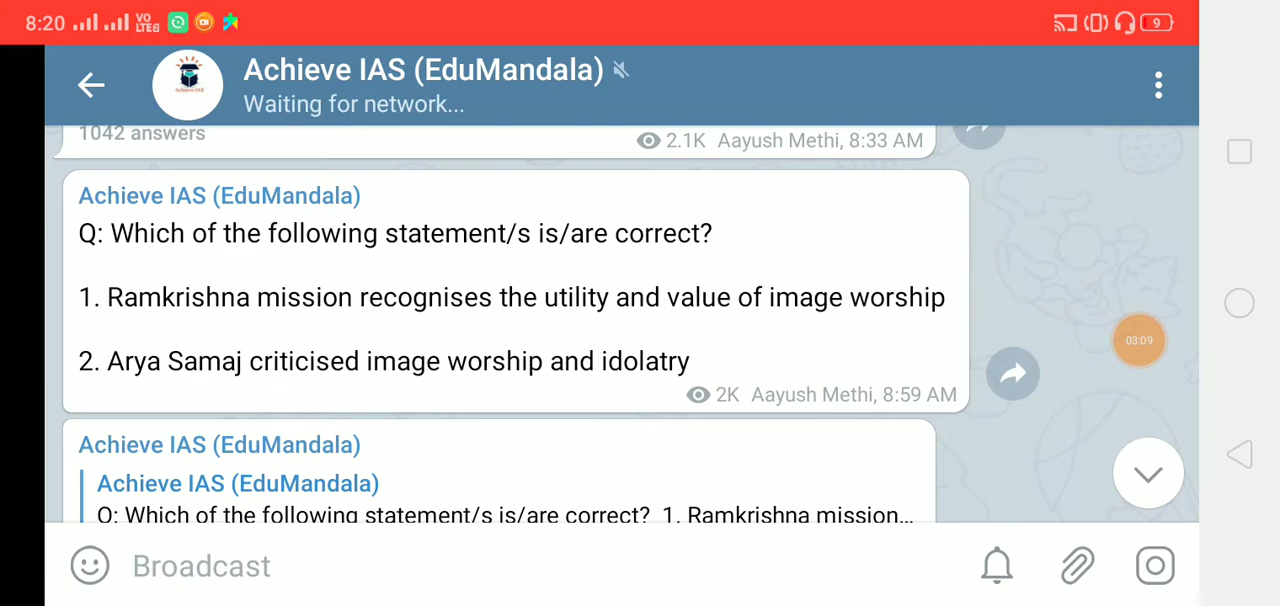 8:20 VO LTE2 9
Achieve IAS (EduMandala)
Waiting for network...
1042 answers
2.1K Aayush Methi, 8:33 AM
Achieve IAS (EduMandala)
Q: Which of the following statement/s is/are correct?
1. Ramkrishna mission recognises the utility and value of image worship
03:09
2. Arya Samaj criticised image worship and idolatry
2K Aayush Methi, 8:59 AM
Achieve IAS (EduMandala)
Achieve IAS (EduMandala)
Q: Which of the following statement/s is/are correct? 1. Ramkrishna mission...
Broadcast